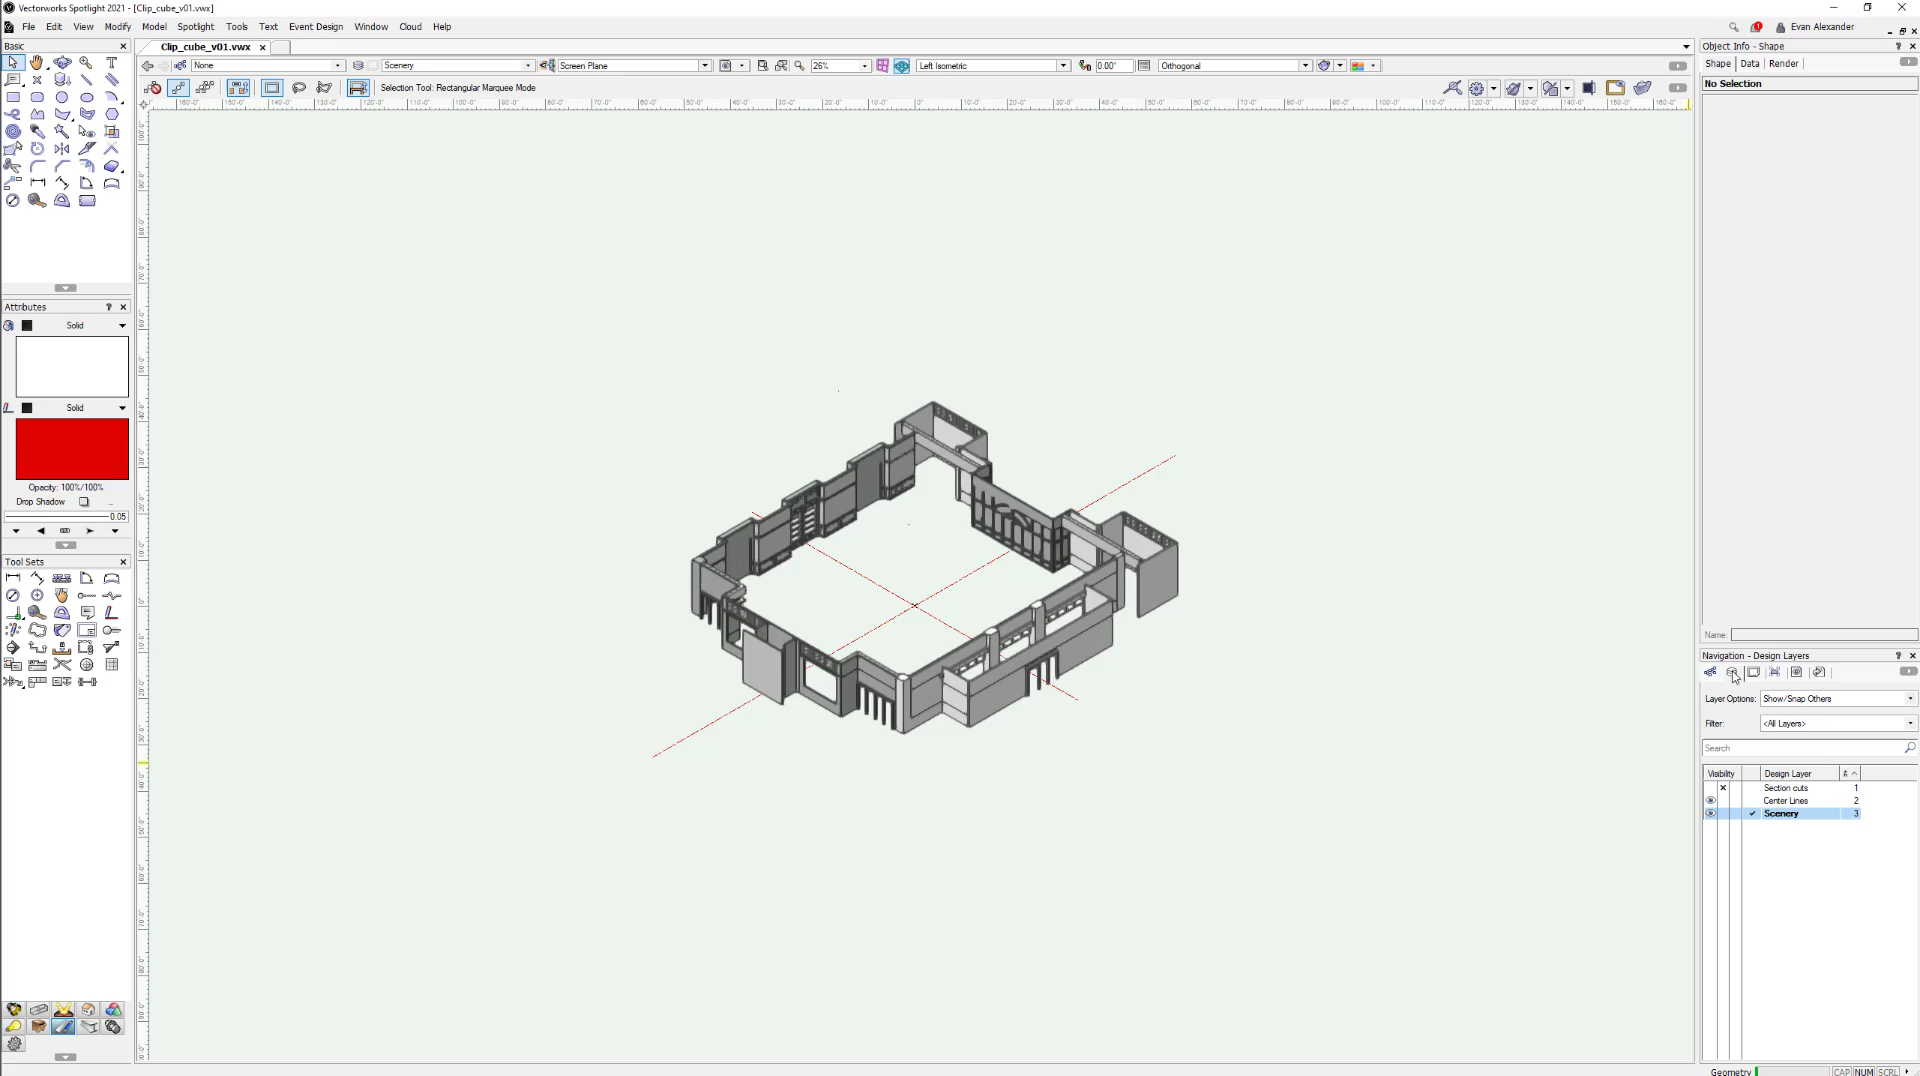 Vectorworks Spotlight 2021 - [Clip_cube_v01.vwx]
File Edit View Modify Model Spotlight Tools Text Event Design Window Cloud Help
Evan Alexander
Basic
Clip_cube_v01.vwx
None
Scenery
Screen Plane
26%
Left Isometric
0.00°
Orthogonal
Selection Tool: Rectangular Marquee Mode
Attributes
Solid
Solid
Opacity: 100%/100%
Drop Shadow
0.05
Tool Sets
Object Info - Shape
Shape Data Render
No Selection
Name:
Navigation - Design Layers
Layer Options: Show/Snap Others
Filter: <All Layers>
Search
Visibility Design Layer #
Section cuts 1
Center Lines 2
Scenery 3
Geometry CAP NUM SCRL